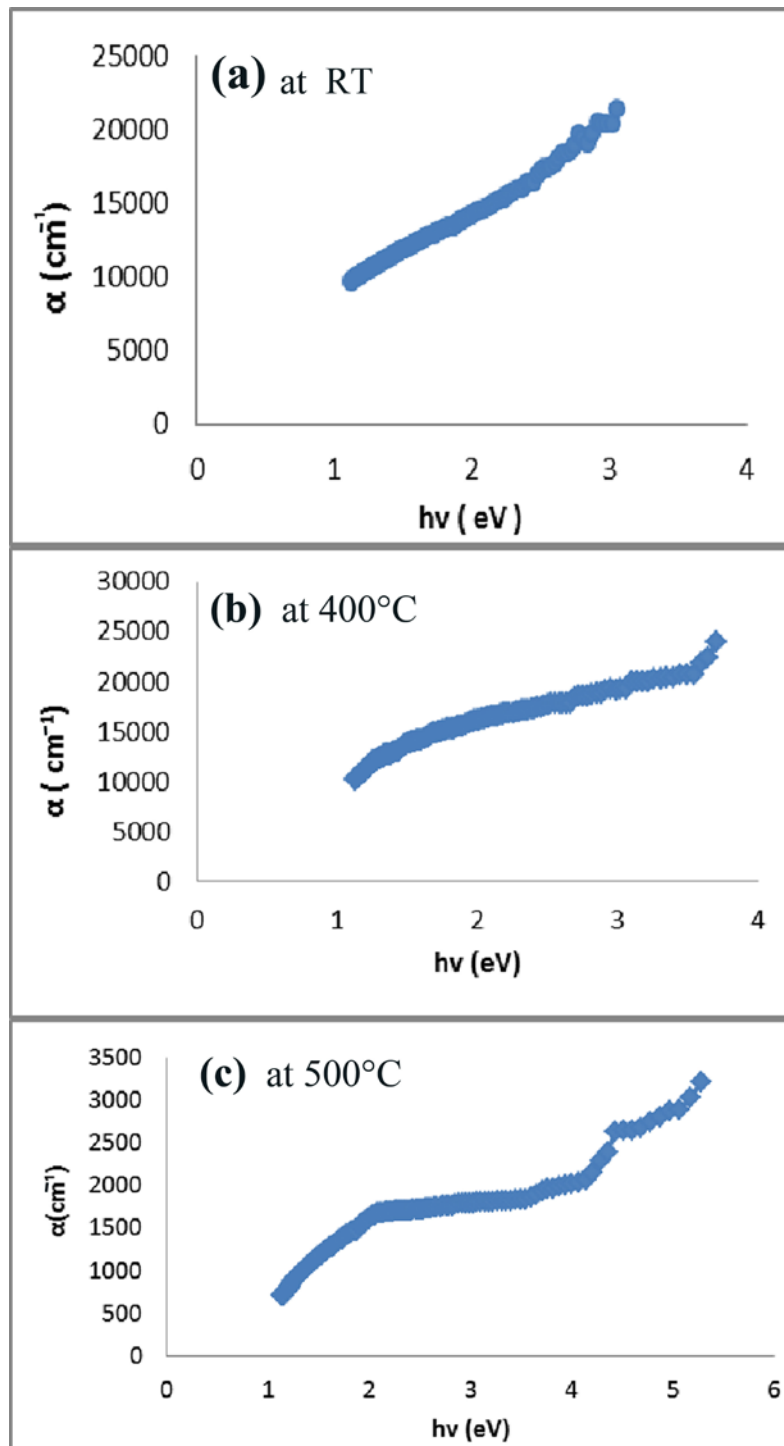 (a) at RT
25000
20000
15000
10000
5000
0
α (cm⁻¹)
0 1 2 3 4
hv ( eV )
(b) at 400°C
30000
25000
20000
15000
10000
5000
0
α ( cm⁻¹)
0 1 2 3 4
hv (eV)
(c) at 500°C
3500
3000
2500
2000
1500
1000
500
0
α(cm⁻¹)
0 1 2 3 4 5 6
hv (eV)